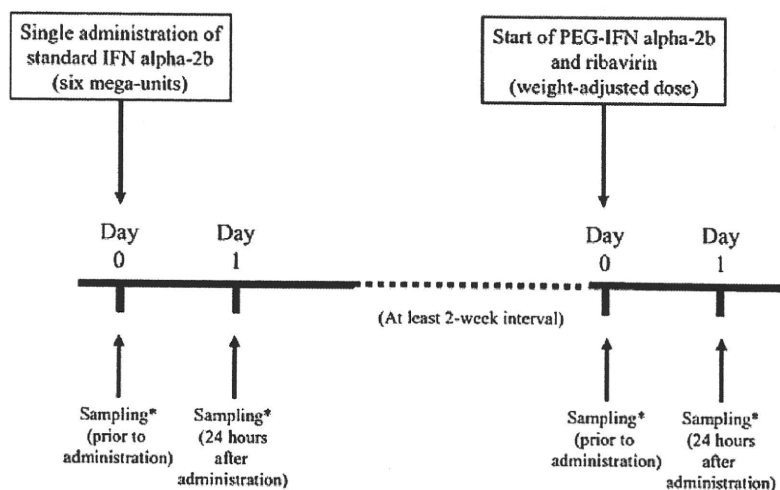 Single administration of
standard IFN alpha-2b
(six mega-units)
Start of PEG-IFN alpha-2b
and ribavirin
(weight-adjusted dose)
Day
0
Day
1
Day
0
Day
1
(At least 2-week interval)
Sampling*
(prior to
administration)
Sampling*
(24 hours
after
administration)
Sampling*
(prior to
administration)
Sampling*
(24 hours
after
administration)